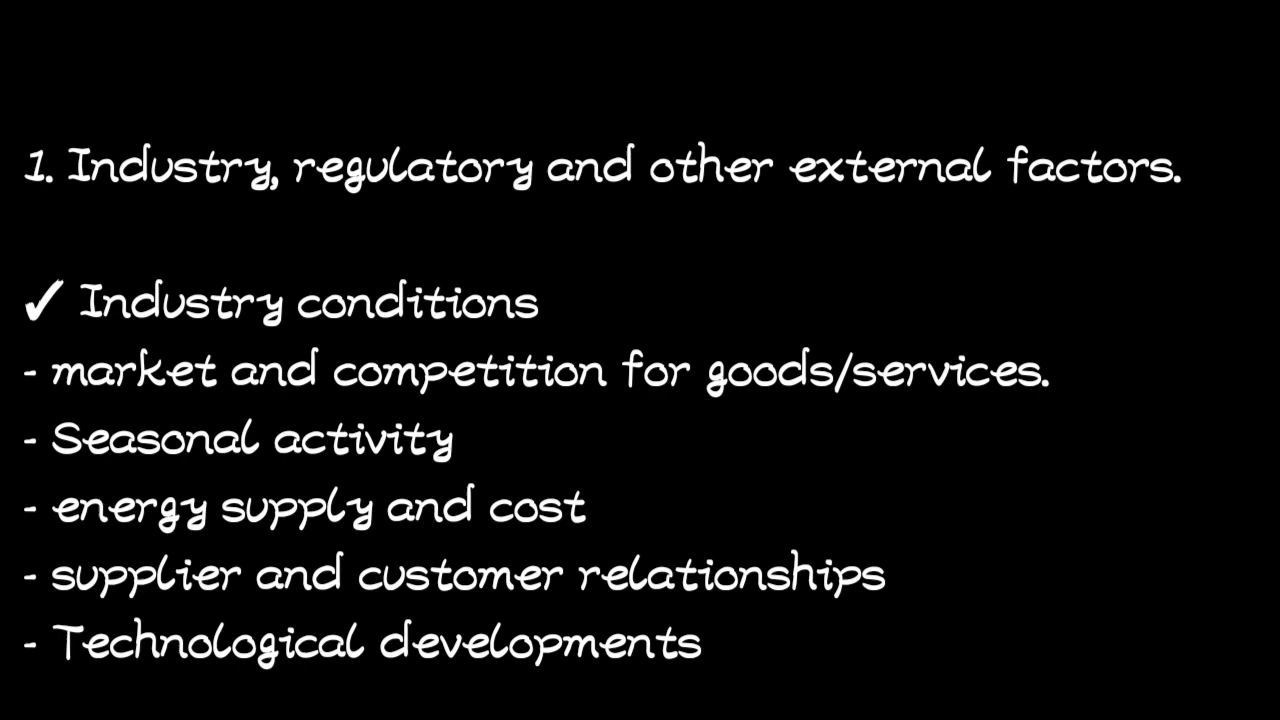 1. Industry, regulatory and other external factors.
✓ Industry conditions
- market and competition for goods/services.
- Seasonal activity
- energy supply and cost
- supplier and customer relationships
- Technological developments